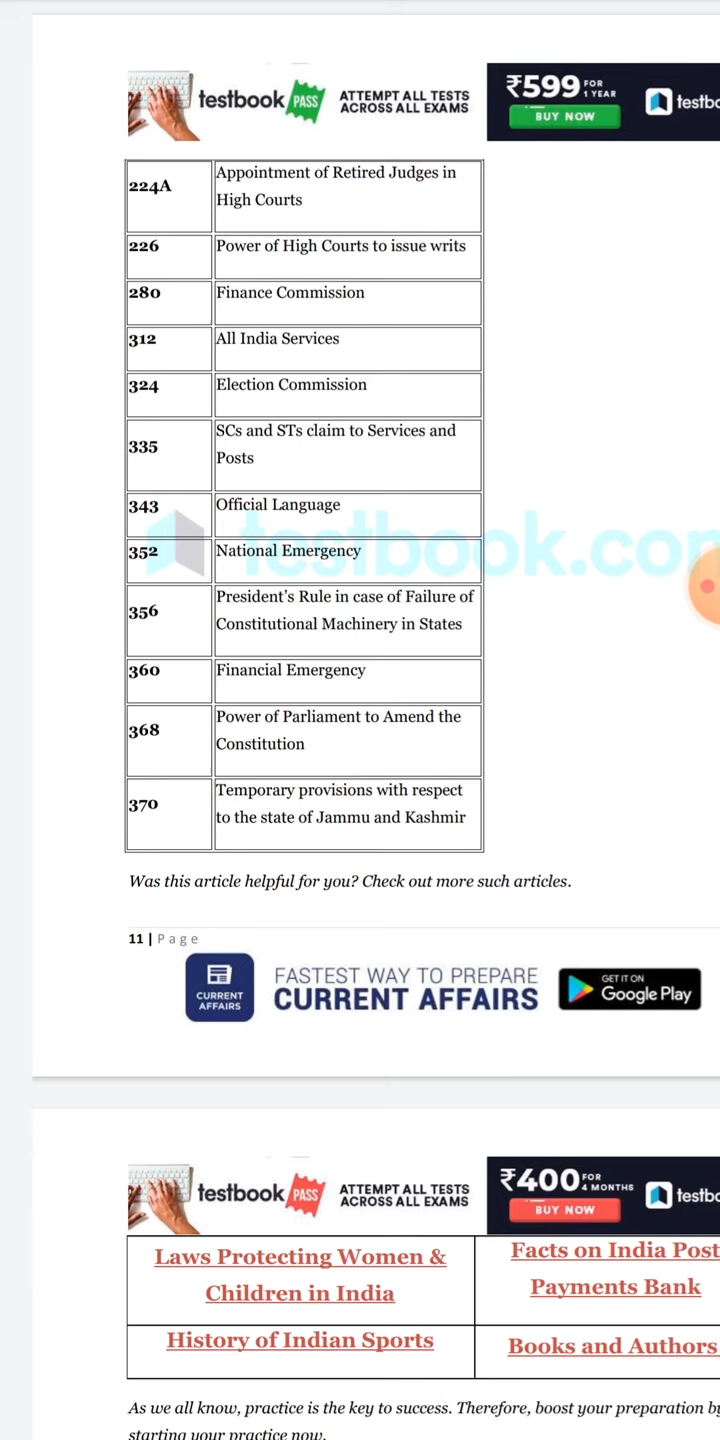 testbook PASS ATTEMPT ALL TESTS ACROSS ALL EXAMS
₹599 FOR 1 YEAR
BUY NOW
testbo
224A Appointment of Retired Judges in
High Courts
226 Power of High Courts to issue writs
280 Finance Commission
312 All India Services
324 Election Commission
335 SCs and STs claim to Services and
Posts
343 Official Language
testbook.com
352 National Emergency
356 President's Rule in case of Failure of
Constitutional Machinery in States
360 Financial Emergency
368 Power of Parliament to Amend the
Constitution
370 Temporary provisions with respect
to the state of Jammu and Kashmir
Was this article helpful for you? Check out more such articles.
11 | Page
CURRENT
AFFAIRS
FASTEST WAY TO PREPARE
CURRENT AFFAIRS
GET IT ON
Google Play
testbook PASS ATTEMPT ALL TESTS ACROSS ALL EXAMS
₹400 FOR 4 MONTHS
BUY NOW
testbo
Laws Protecting Women &
Children in India
Facts on India Post
Payments Bank
History of Indian Sports
Books and Authors
As we all know, practice is the key to success. Therefore, boost your preparation by
starting your practice now.